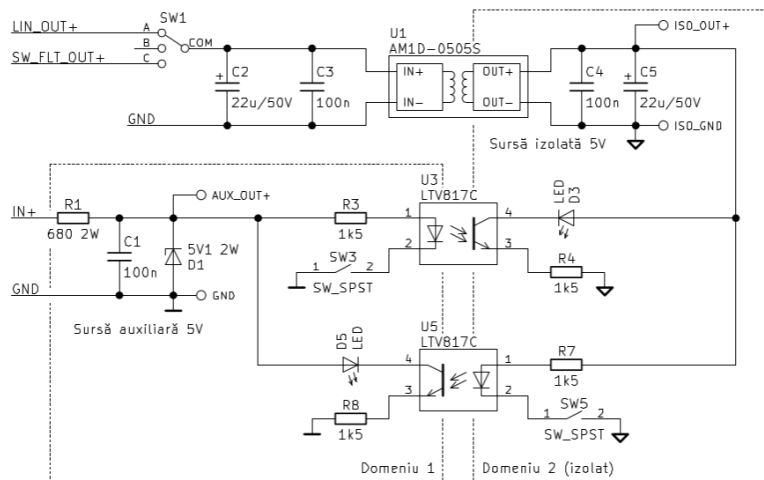 LIN_OUT+
SW1
A
B
COM
SW_FLT_OUT+
C
U1
AM1D-0505S
IN+
OUT+
IN-
OUT-
ISO_OUT+
C2
22u/50V
C3
100n
C4
100n
C5
22u/50V
GND
ISO_GND
Sursă izolată 5V
IN+
R1
680 2W
AUX_OUT+
C1
100n
5V1 2W
D1
GND
GND
Sursă auxiliară 5V
R3
1k5
SW3
1
2
SW_SPST
U3
LTV817C
1
2
4
3
LED
D3
R4
1k5
D5
LED
U5
LTV817C
4
3
1
2
R8
1k5
R7
1k5
SW5
1
2
SW_SPST
Domeniu 1
Domeniu 2 (izolat)